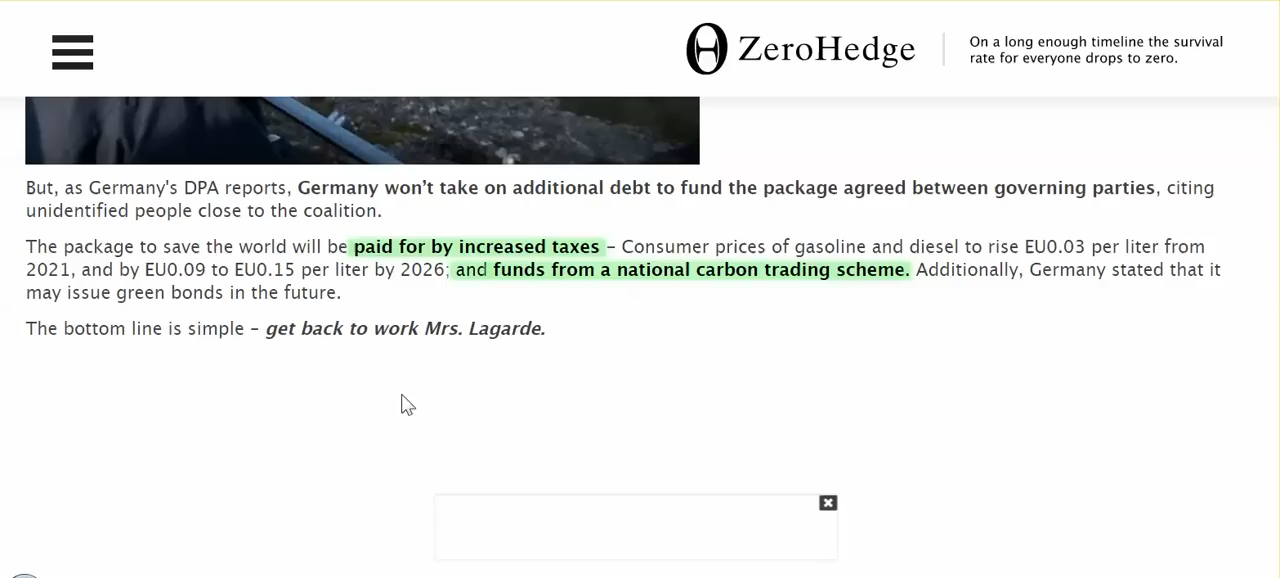 ZeroHedge
On a long enough timeline the survival
rate for everyone drops to zero.
But, as Germany's DPA reports, Germany won’t take on additional debt to fund the package agreed between governing parties, citing
unidentified people close to the coalition.
The package to save the world will be paid for by increased taxes – Consumer prices of gasoline and diesel to rise EU0.03 per liter from
2021, and by EU0.09 to EU0.15 per liter by 2026; and funds from a national carbon trading scheme. Additionally, Germany stated that it
may issue green bonds in the future.
The bottom line is simple – get back to work Mrs. Lagarde.